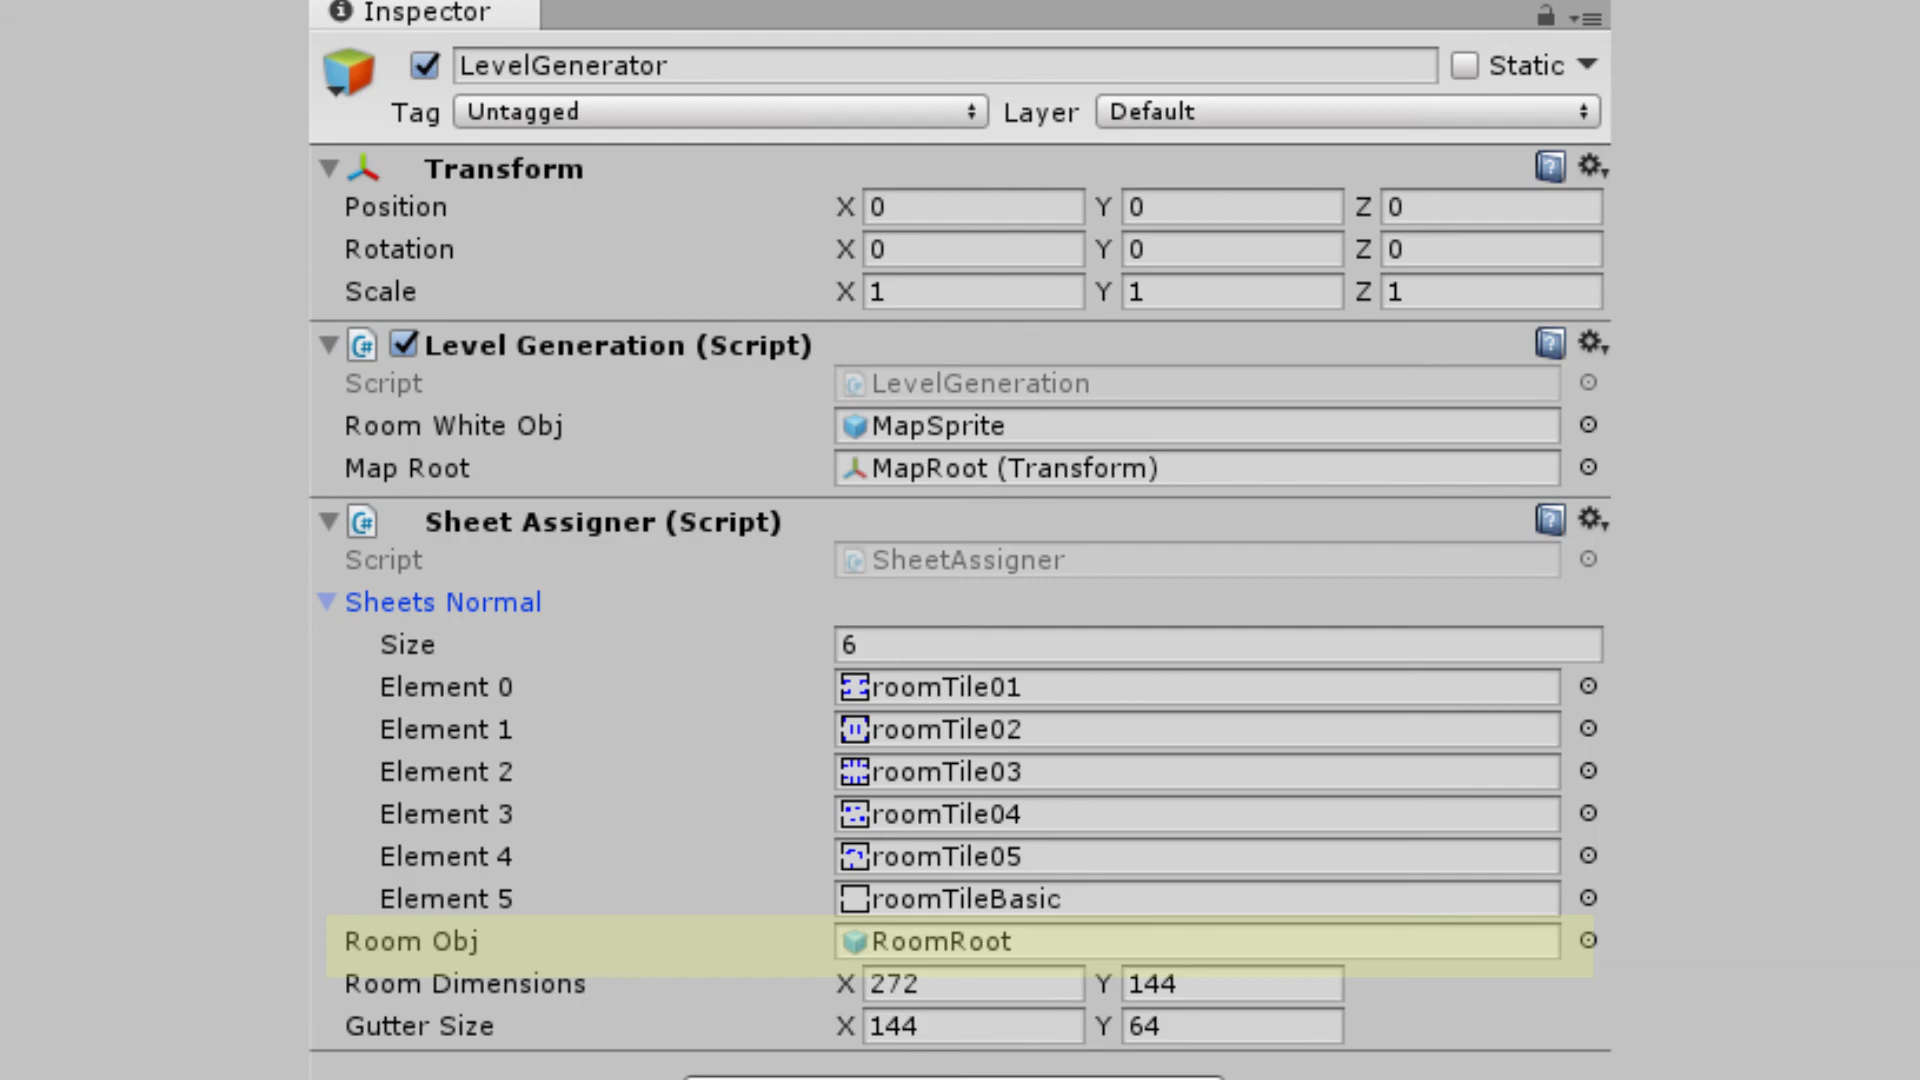 Inspector
LevelGenerator Static
Tag Untagged Layer Default
Transform
Position X 0 Y 0 Z 0
Rotation X 0 Y 0 Z 0
Scale X 1 Y 1 Z 1
Level Generation (Script)
Script LevelGeneration
Room White Obj MapSprite
Map Root MapRoot (Transform)
Sheet Assigner (Script)
Script SheetAssigner
Sheets Normal
Size 6
Element 0 roomTile01
Element 1 roomTile02
Element 2 roomTile03
Element 3 roomTile04
Element 4 roomTile05
Element 5 roomTileBasic
Room Obj RoomRoot
Room Dimensions X 272 Y 144
Gutter Size X 144 Y 64